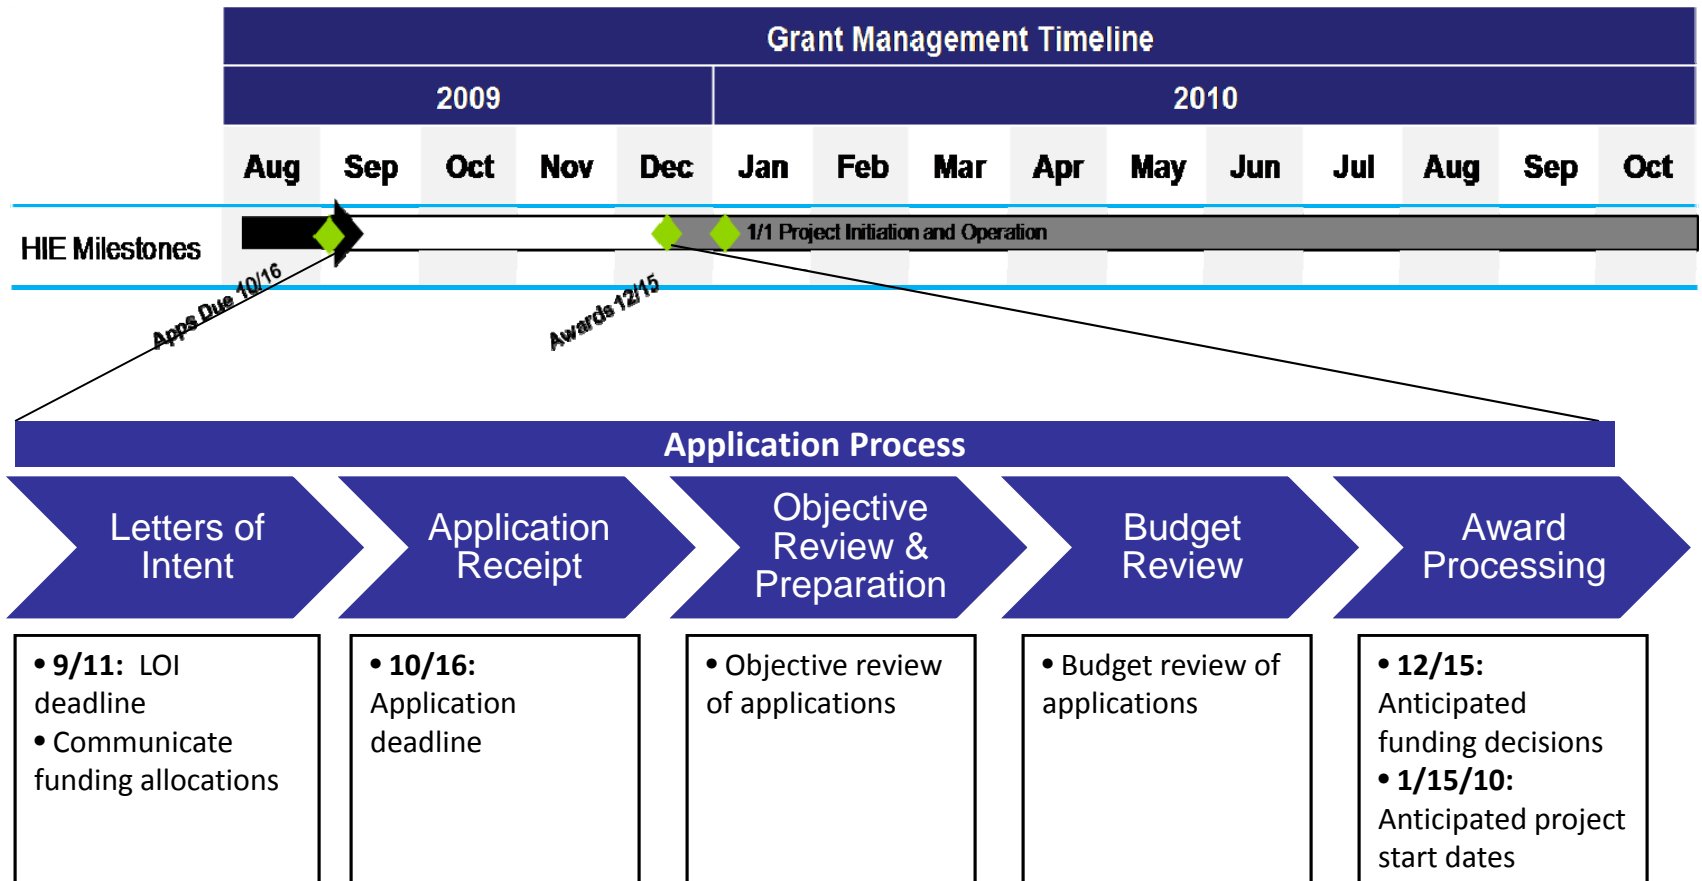 Grant Management Timeline
2009 2010
Aug Sep Oct Nov Dec Jan Feb Mar Apr May Jun Jul Aug Sep Oct
HIE Milestones
1/1 Project Initiation and Operation
Apps Due 10/16
Awards 12/15
Application Process
Letters of
Intent
Application
Receipt
Objective
Review &
Preparation
Budget
Review
Award
Processing
• 9/11: LOI
deadline
• Communicate
funding allocations
• 10/16:
Application
deadline
• Objective review
of applications
• Budget review of
applications
• 12/15:
Anticipated
funding decisions
• 1/15/10:
Anticipated project
start dates